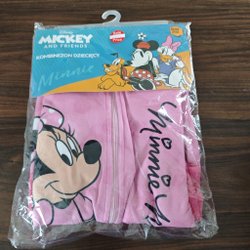 Disney
MICKEY
AND FRIENDS
KOMBINEZON DZIECIĘCY
Minnie
Minnie